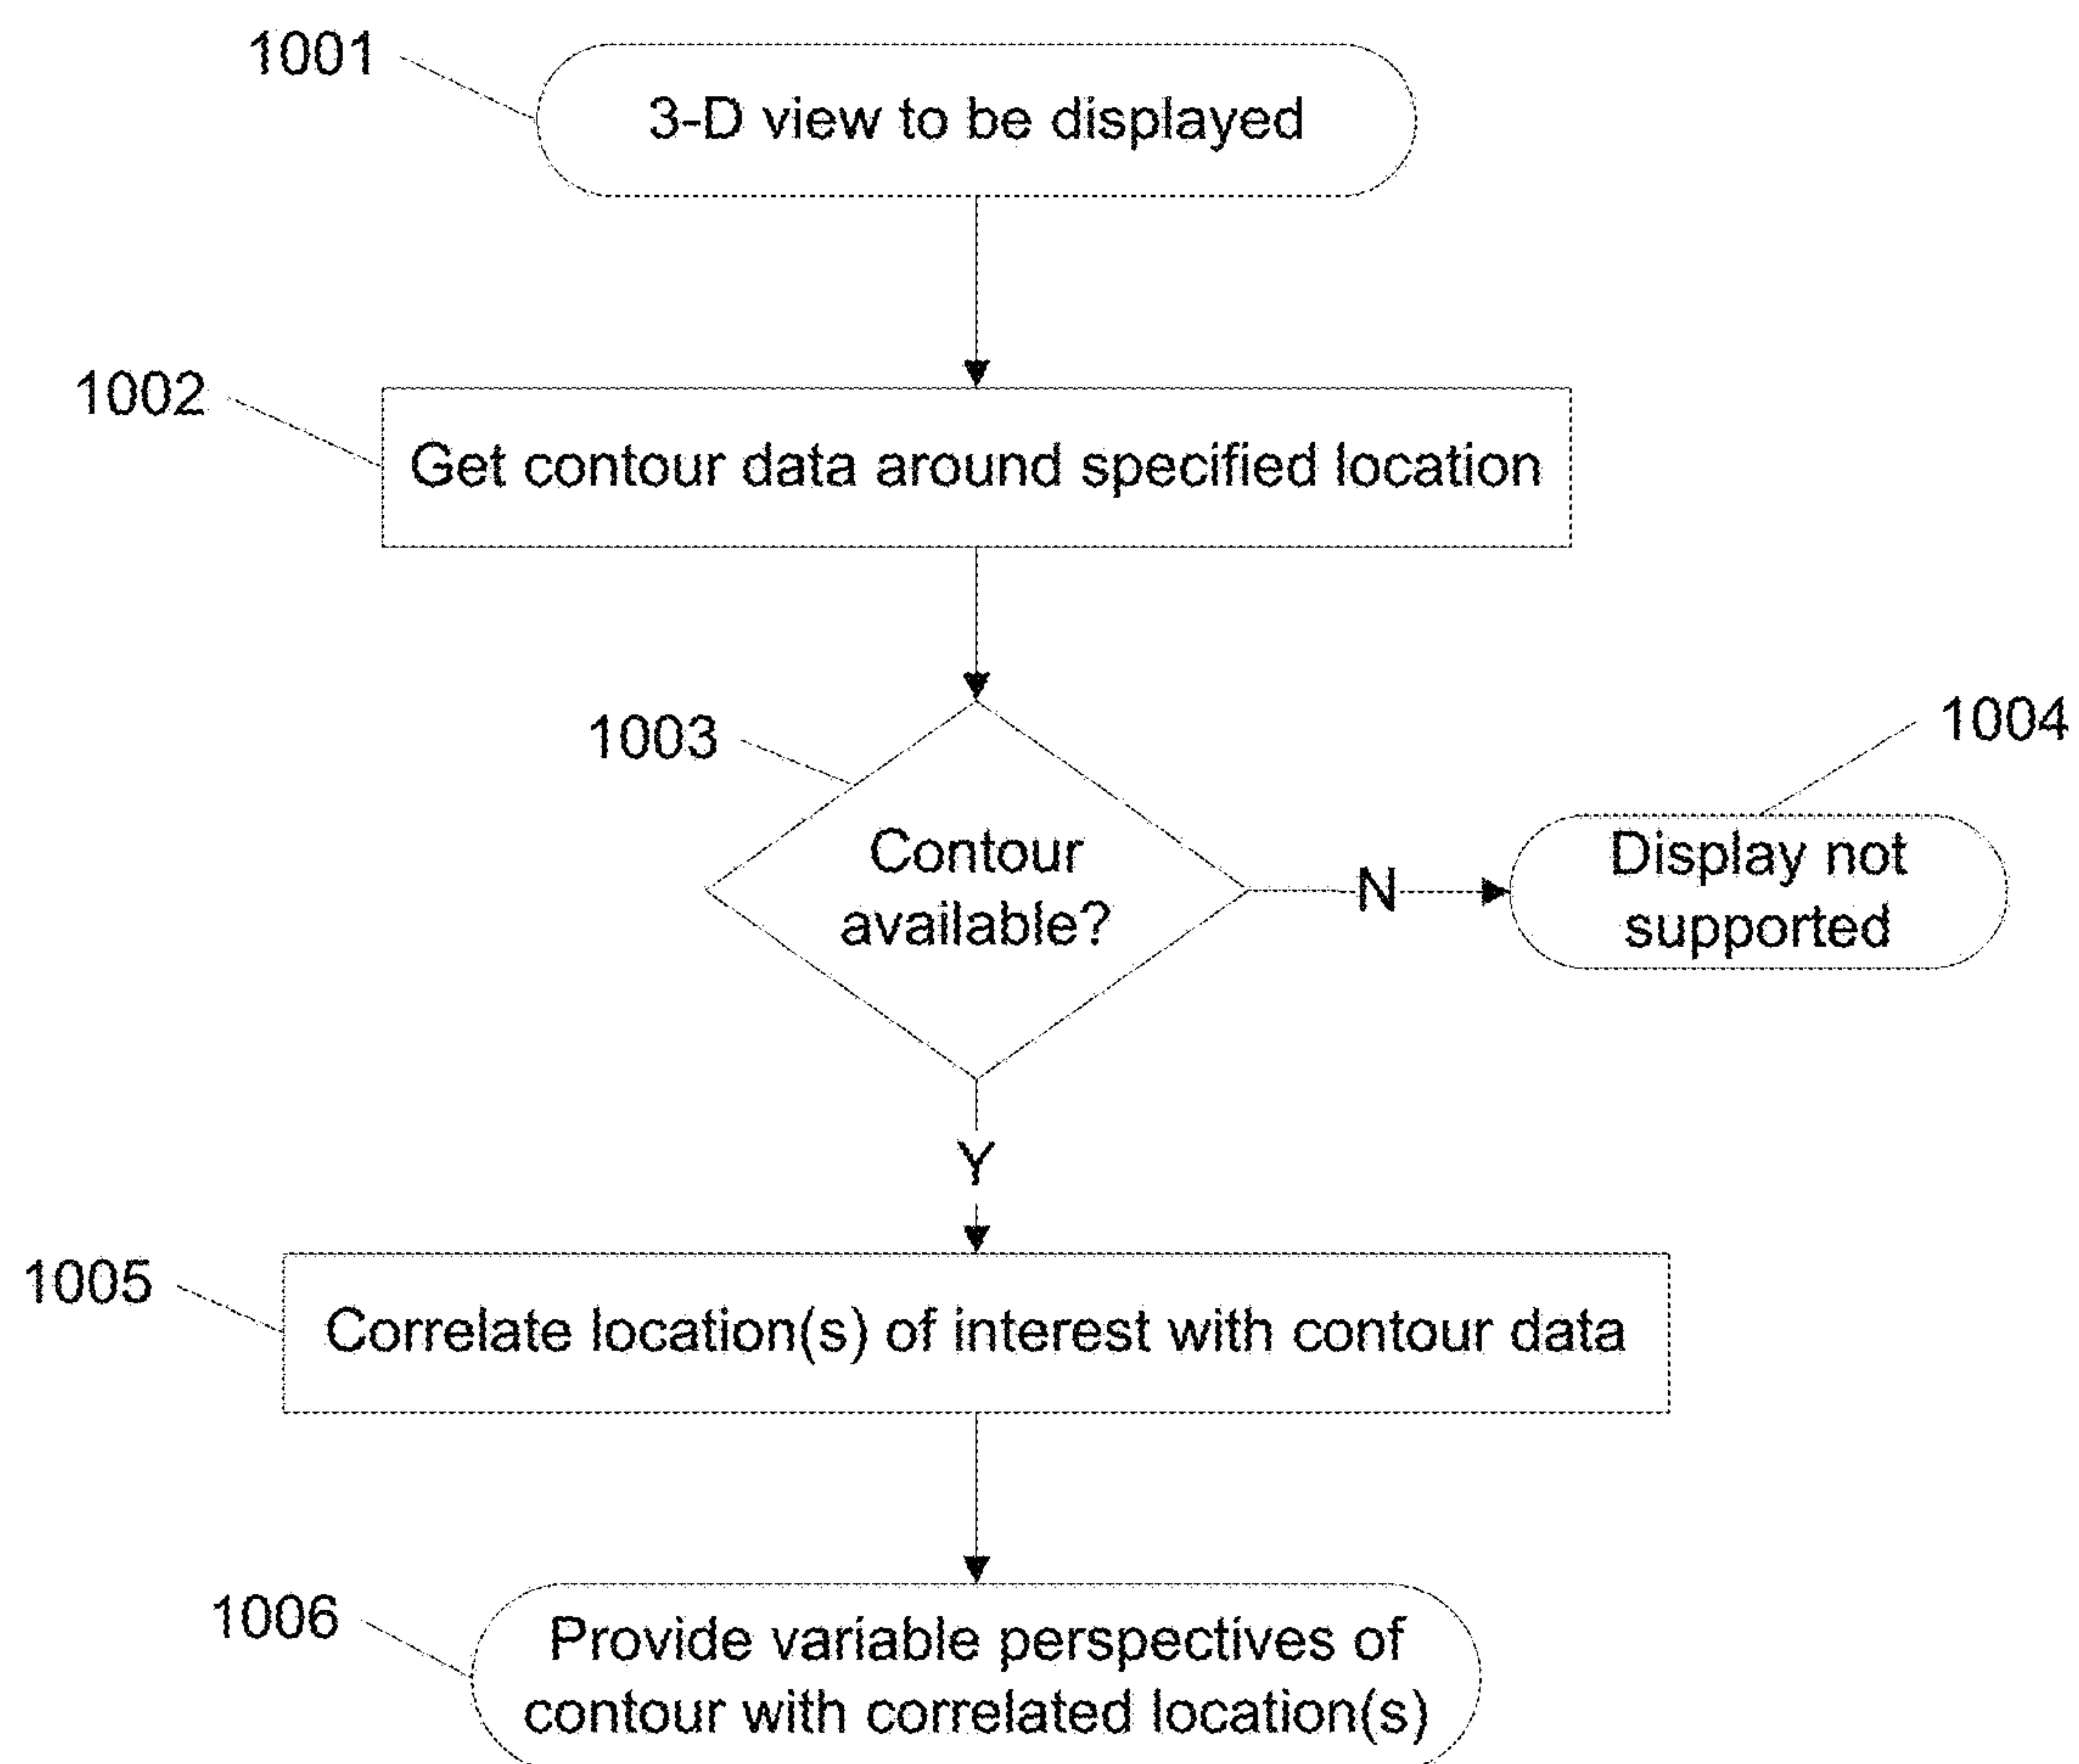 1001
3-D view to be displayed
1002
Get contour data around specified location
1003
1004
Contour
available?
N
Display not
supported
Y
1005
Correlate location(s) of interest with contour data
1006
Provide variable perspectives of
contour with correlated location(s)